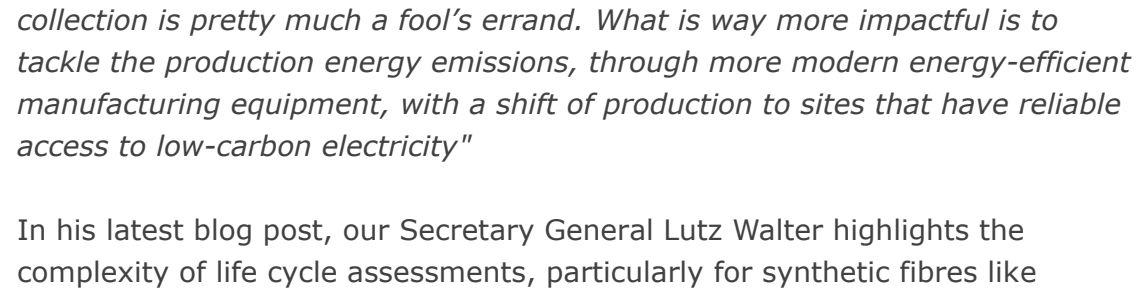 collection is pretty much a fool’s errand. What is way more impactful is to
tackle the production energy emissions, through more modern energy-efficient
manufacturing equipment, with a shift of production to sites that have reliable
access to low-carbon electricity"
In his latest blog post, our Secretary General Lutz Walter highlights the
complexity of life cycle assessments, particularly for synthetic fibres like